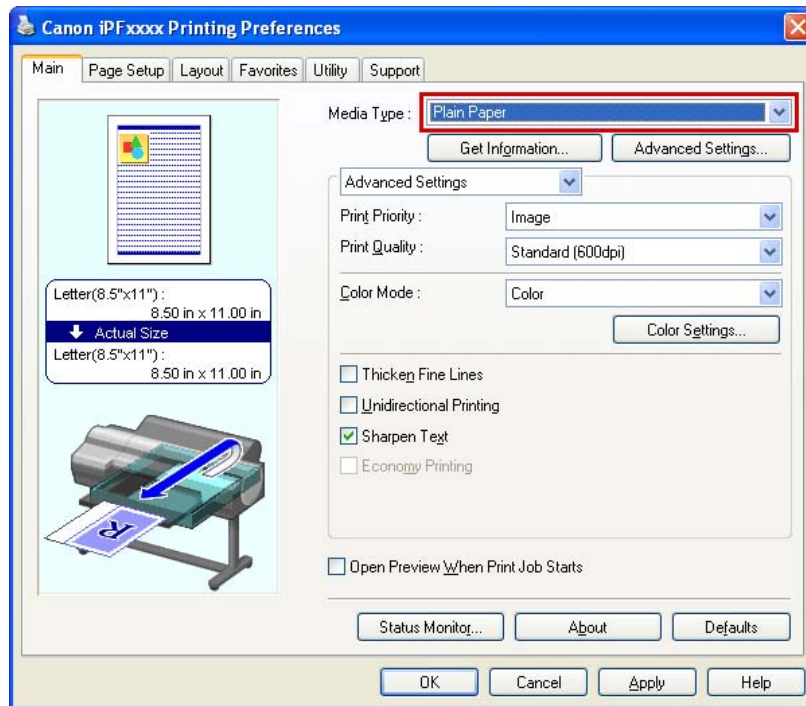 Canon iPFxxxx Printing Preferences
Main Page Setup Layout Favorites Utility Support
Media Type : Plain Paper
Get Information... Advanced Settings...
Advanced Settings
Print Priority : Image
Print Quality : Standard (600dpi)
Color Mode : Color
Color Settings...
Letter(8.5"x11") :
8.50 in x 11.00 in
Actual Size
Letter(8.5"x11") :
8.50 in x 11.00 in
Thicken Fine Lines
Unidirectional Printing
Sharpen Text
Economy Printing
R
Open Preview When Print Job Starts
Status Monitor... About Defaults
OK Cancel Apply Help